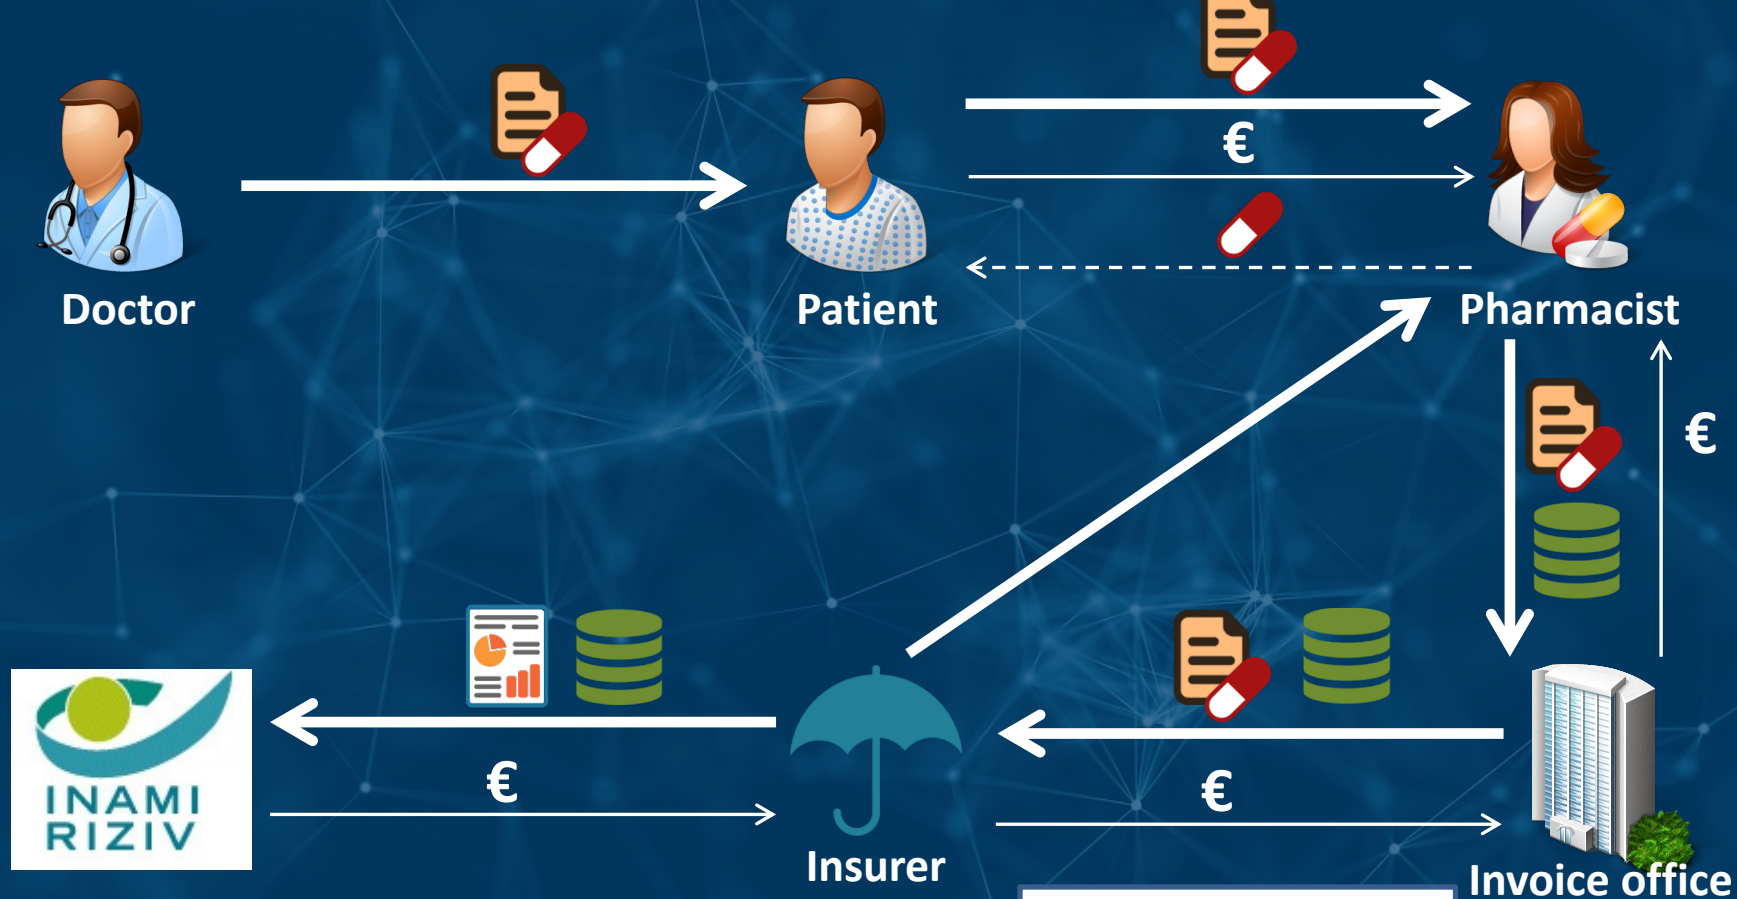 €
Doctor
Patient
Pharmacist
€
€
€
INAMI
RIZIV
Insurer
Invoice office